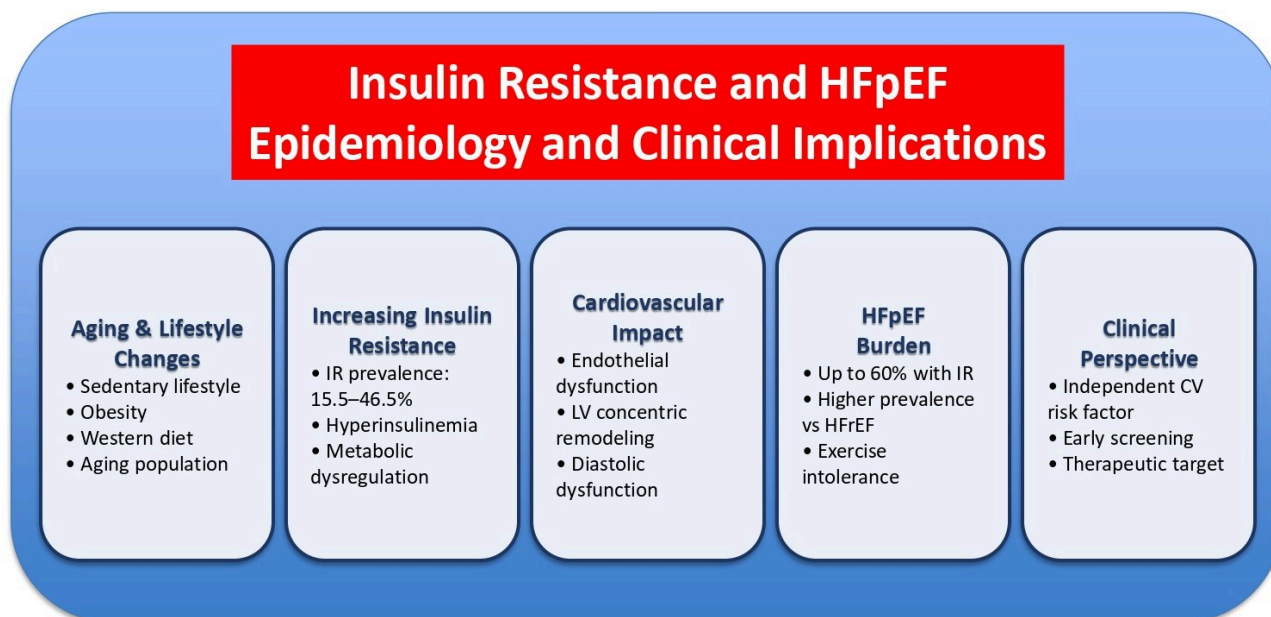 Insulin Resistance and HFpEF
Epidemiology and Clinical Implications
Aging & Lifestyle
Changes
• Sedentary lifestyle
• Obesity
• Western diet
• Aging population
Increasing Insulin
Resistance
• IR prevalence:
15.5–46.5%
• Hyperinsulinemia
• Metabolic
dysregulation
Cardiovascular
Impact
• Endothelial
dysfunction
• LV concentric
remodeling
• Diastolic
dysfunction
HFpEF
Burden
• Up to 60% with IR
• Higher prevalence
vs HFrEF
• Exercise
intolerance
Clinical
Perspective
• Independent CV
risk factor
• Early screening
• Therapeutic target